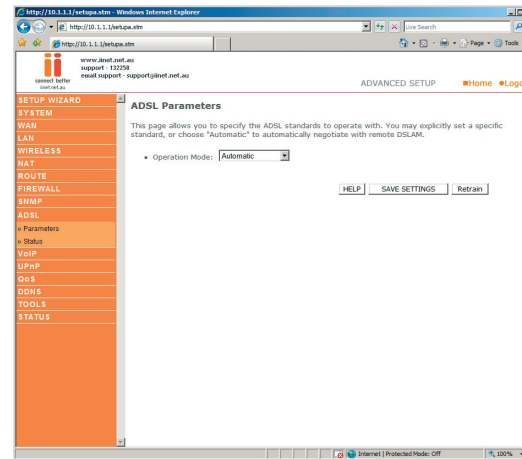 http://10.1.1.1/setupa.stm - Windows Internet Explorer
http://10.1.1.1/setupa.stm
Live Search
http://10.1.1.1/setupa.stm
Page
Tools
www.iinet.net.au
support - 132258
email support - support@iinet.net.au
connect better
iinet.net.au
ADVANCED SETUP
Home
SETUP WIZARD
SYSTEM
WAN
LAN
WIRELESS
NAT
ROUTE
FIREWALL
SNMP
ADSL
» Parameters
» Status
VoIP
UPnP
QoS
DDNS
TOOLS
STATUS
ADSL Parameters
This page allows you to specify the ADSL standards to operate with. You may explicitly set a specific
standard, or choose "Automatic" to automatically negotiate with remote DSLAM.
• Operation Mode: Automatic
HELP
SAVE SETTINGS
Retrain
Internet | Protected Mode: Off
100%